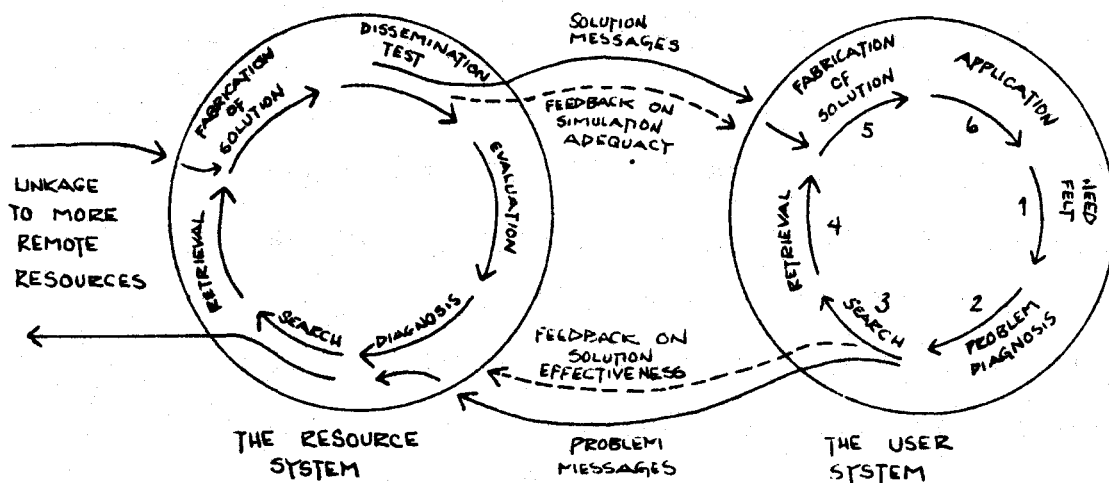 DISSEMINATION
TEST
FABRICATION
OF
SOLUTION
EVALUATION
DIAGNOSIS
SEARCH
RETRIEVAL
LINKAGE
TO MORE
REMOTE
RESOURCES
THE RESOURCE
SYSTEM
SOLUTION
MESSAGES
FEEDBACK ON
SIMULATION
ADEQUACY
FEEDBACK ON
SOLUTION
EFFECTIVENESS
PROBLEM
MESSAGES
FABRICATION
OF
SOLUTION
5
APPLICATION
6
NEED
FELT
1
PROBLEM
DIAGNOSIS
2
SEARCH
3
RETRIEVAL
4
THE USER
SYSTEM